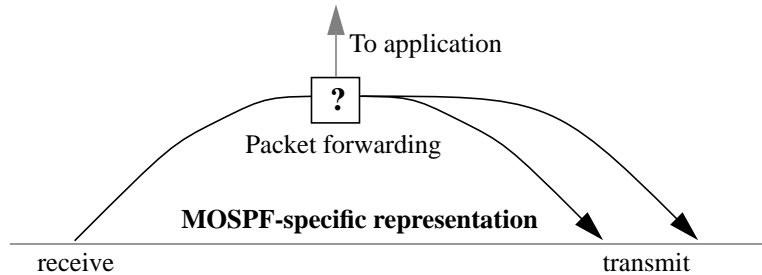 To application
?
Packet forwarding
MOSPF-specific representation
receive
transmit